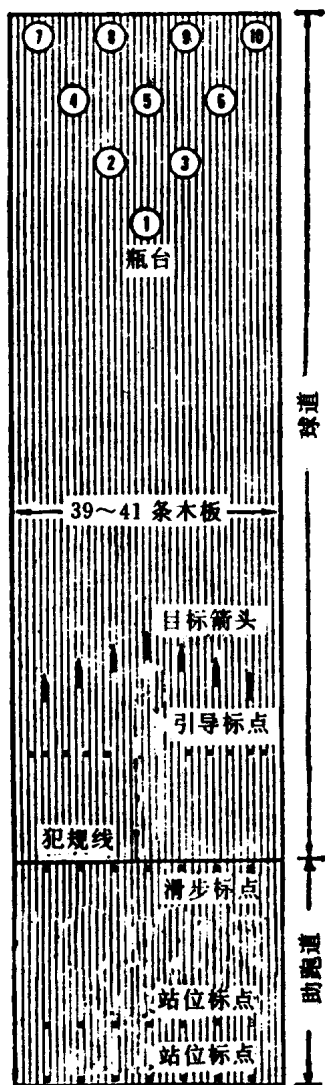 7 8 9 10
4 5 6
2 3
1
瓶台
球道
39～41 条木板
目标箭头
引导标点
犯规线
滑步标点
助跑道
站位标点
站位标点